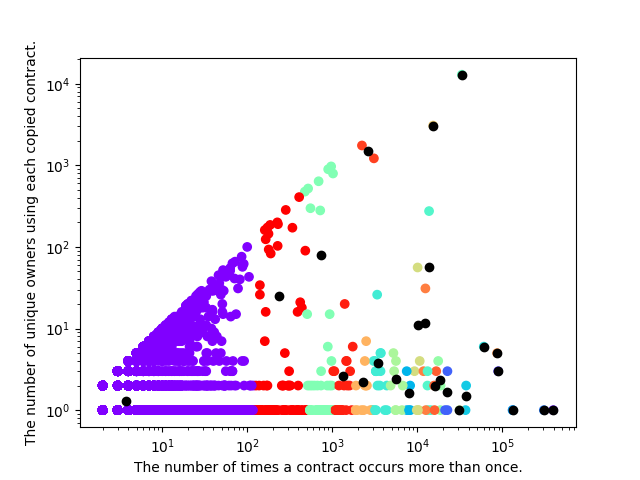 The number of unique owners using each copied contract.
10⁴
10³
10²
10¹
10⁰
10¹ 10² 10³ 10⁴ 10⁵
The number of times a contract occurs more than once.